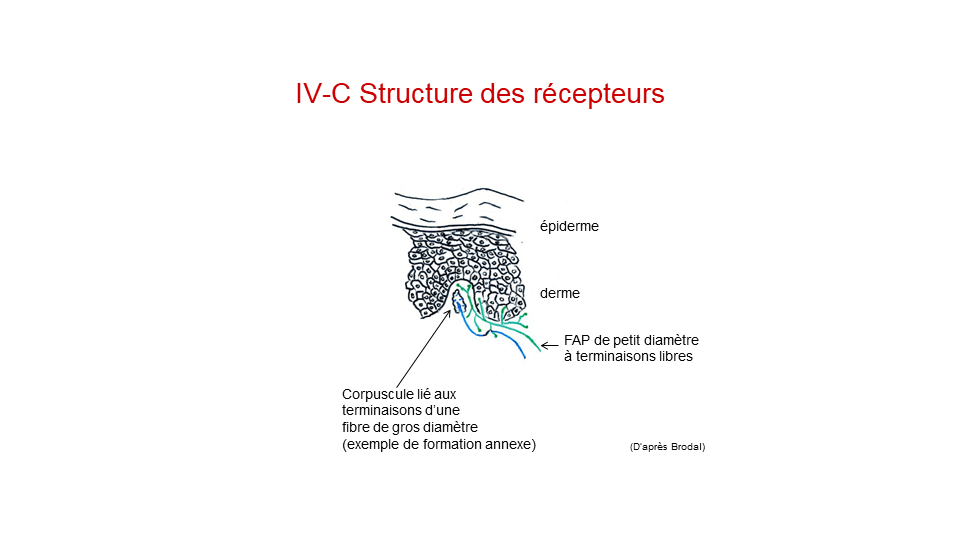 IV-C Structure des récepteurs
épiderme
derme
FAP de petit diamètre
à terminaisons libres
Corpuscule lié aux
terminaisons d'une
fibre de gros diamètre
(exemple de formation annexe)
(D'après Brodal)